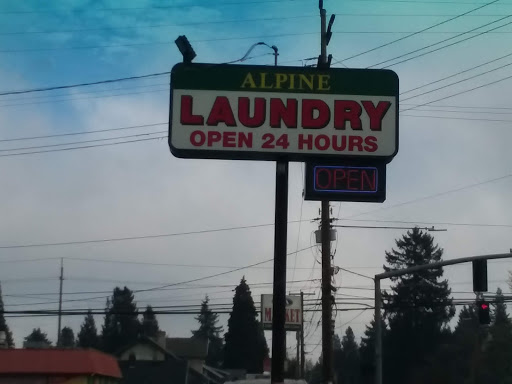 ALPINE
LAUNDRY
OPEN 24 HOURS
OPEN